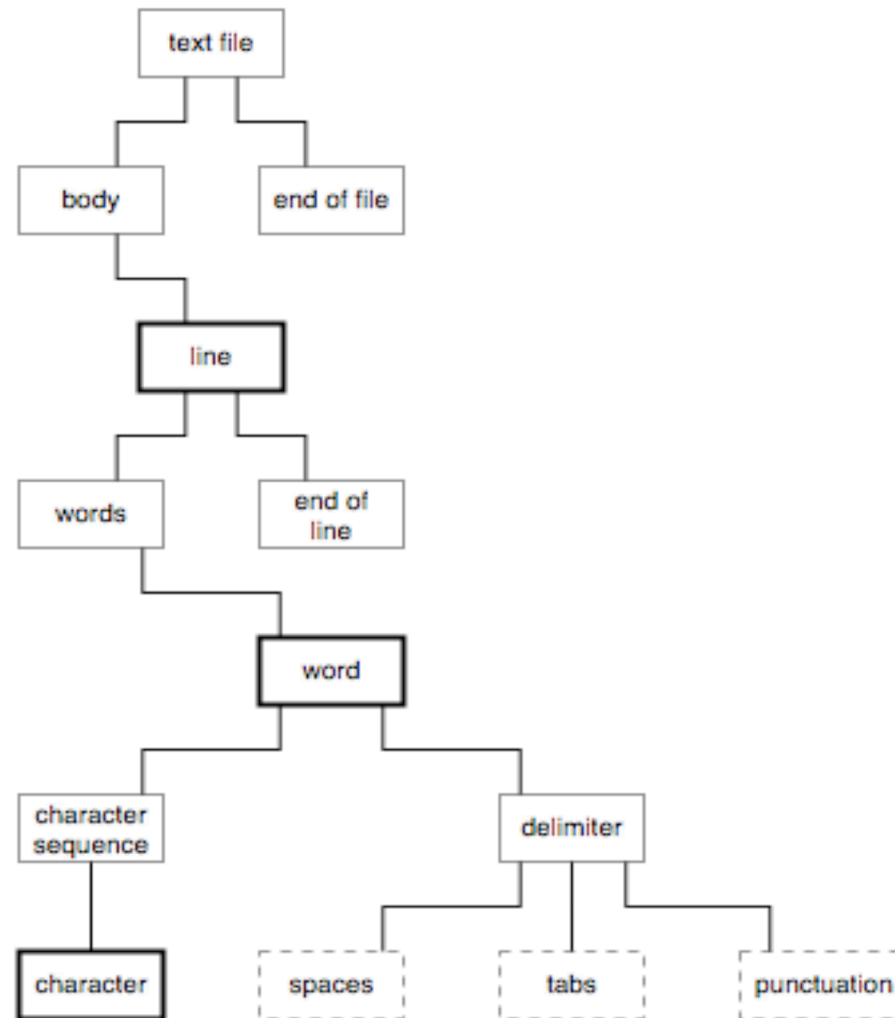 text file
body
end of file
line
words
end of
line
word
character
sequence
delimiter
character
spaces
tabs
punctuation